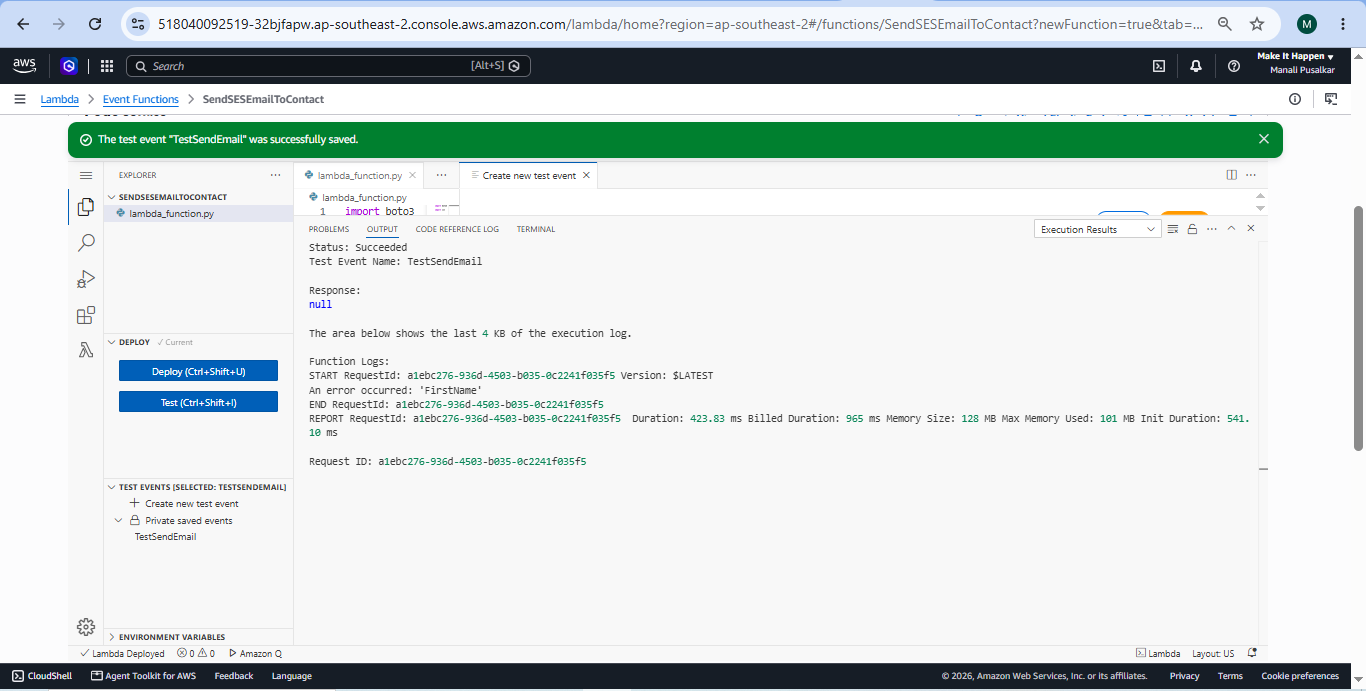 518040092519-32bjfapw.ap-southeast-2.console.aws.amazon.com/lambda/home?region=ap-southeast-2#/functions/SendSESEmailToContact?newFunction=true&tab=...
M
aws
Search
[Alt+S]
Make It Happen
Manali Pusalkar
Lambda
Event Functions
SendSESEmailToContact
The test event "TestSendEmail" was successfully saved.
EXPLORER
lambda_function.py
Create new test event
SENDSESEMAILTOCONTACT
lambda_function.py
lambda_function.py
1 import boto3
PROBLEMS OUTPUT CODE REFERENCE LOG TERMINAL
Execution Results
Status: Succeeded
Test Event Name: TestSendEmail
Response:
null
The area below shows the last 4 KB of the execution log.
Function Logs:
START RequestId: a1ebc276-936d-4503-b035-0c2241f035f5 Version: $LATEST
An error occurred: 'FirstName'
END RequestId: a1ebc276-936d-4503-b035-0c2241f035f5
REPORT RequestId: a1ebc276-936d-4503-b035-0c2241f035f5 Duration: 423.83 ms Billed Duration: 965 ms Memory Size: 128 MB Max Memory Used: 101 MB Init Duration: 541.
10 ms
Request ID: a1ebc276-936d-4503-b035-0c2241f035f5
DEPLOY Current
Deploy (Ctrl+Shift+U)
Test (Ctrl+Shift+I)
TEST EVENTS [SELECTED: TESTSENDEMAIL]
Create new test event
Private saved events
TestSendEmail
ENVIRONMENT VARIABLES
Lambda Deployed 0 0 Amazon Q
Lambda Layout: US
CloudShell Agent Toolkit for AWS Feedback Language
© 2026, Amazon Web Services, Inc. or its affiliates. Privacy Terms Cookie preferences